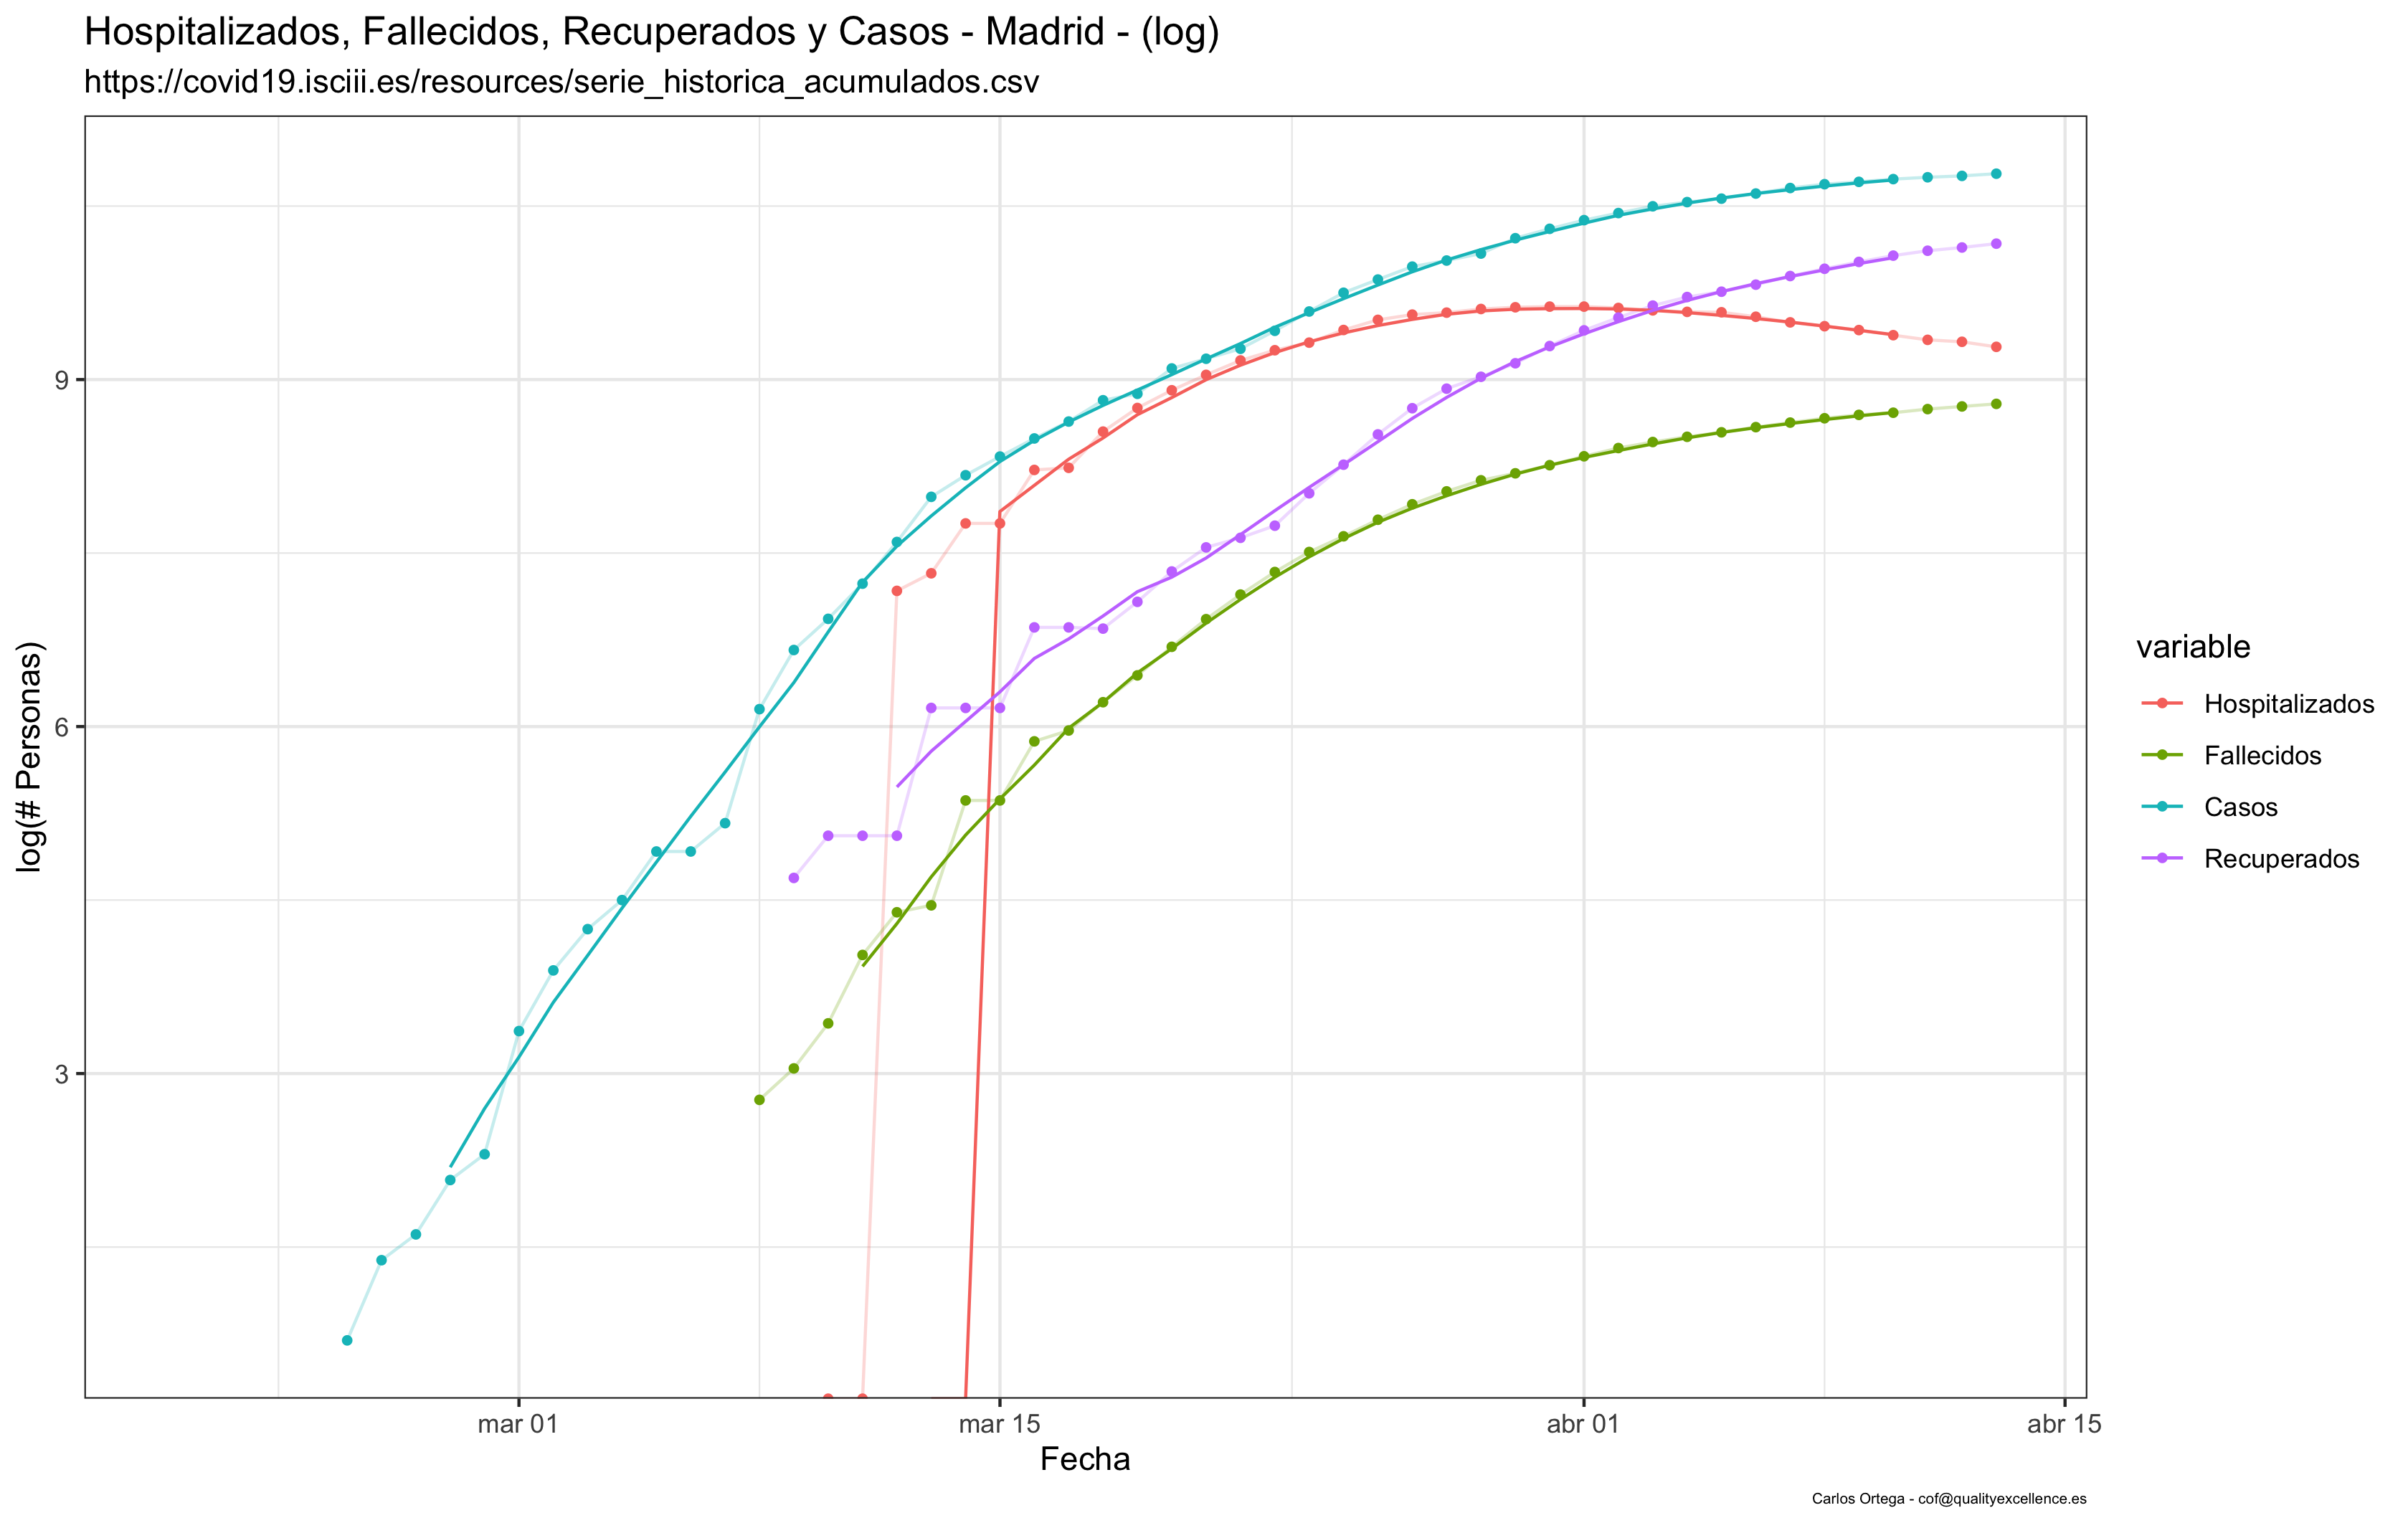 Hospitalizados, Fallecidos, Recuperados y Casos - Madrid - (log)
https://covid19.isciii.es/resources/serie_historica_acumulados.csv
log(# Personas)
9
6
3
mar 01
mar 15
abr 01
abr 15
Fecha
variable
Hospitalizados
Fallecidos
Casos
Recuperados
Carlos Ortega - cof@qualityexcellence.es